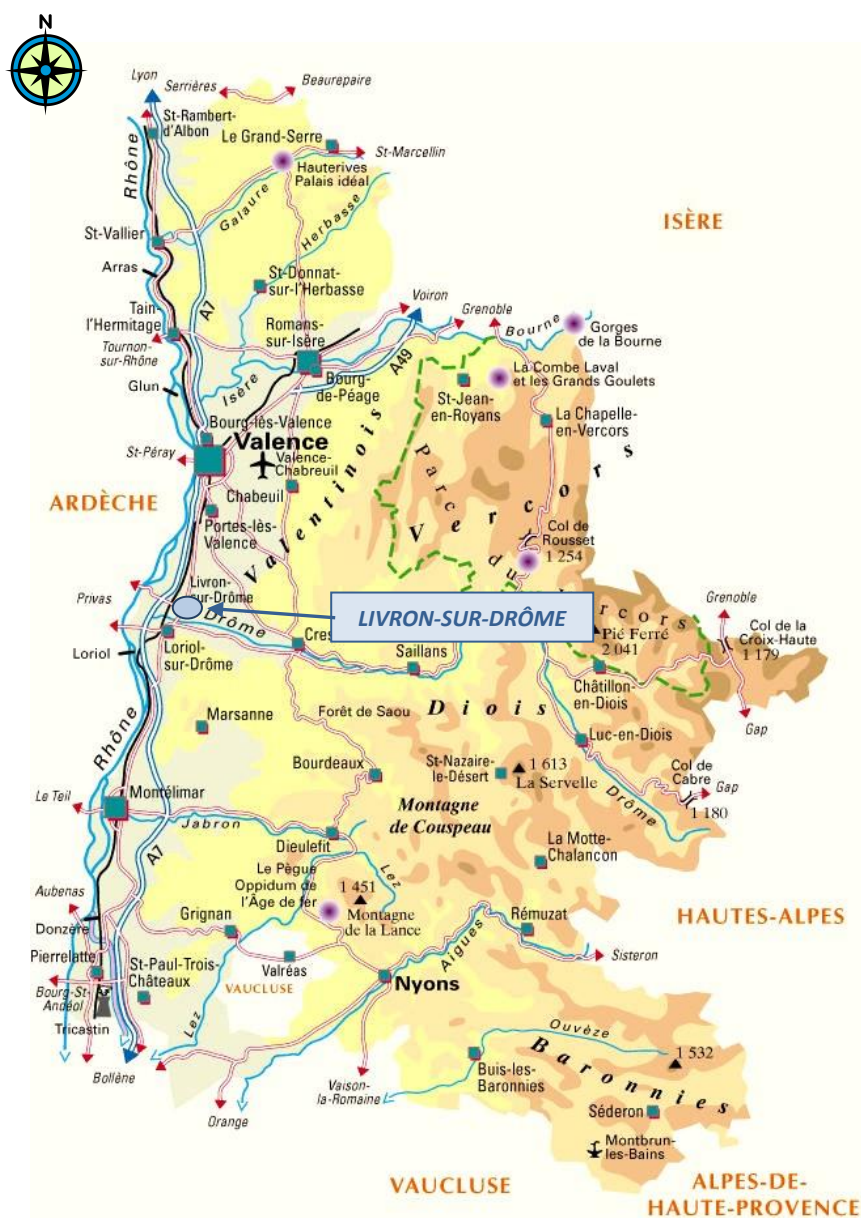 N
Lyon
Serrières
Beaurepaire
St-Rambert-
d'Albon
Le Grand-Serre
St-Marcellin
Rhône
Hauterives
Palais idéal
Galaure
Herbasse
ISÈRE
St-Vallier
Arras
St-Donnat-
sur-l'Herbasse
A7
Voiron
Grenoble
Bourne
Gorges
de la Bourne
Tain-
l'Hermitage
Romans-
sur-Isère
Tournon-
sur-Rhône
A49
La Combe Laval
et les Grands Goulets
Glun
Isère
Bourg-
de-Péage
St-Jean-
en-Royans
La Chapelle-
en-Vercors
Bourg-lès-Valence
Valence
St-Péray
Valence-
Chabreuil
Valentinois
Parc
Vercors
ARDÈCHE
Chabeuil
Portes-lès-
Valence
Col de
Rousset
1 254
du
Livron-
sur-Drôme
LIVRON-SUR-DRÔME
Privas
Drôme
Cres
Vercors
Grenoble
Col de la
Croix-Haute
1 179
Pié Ferré
2 041
Loriol
Loriol-
sur-Drôme
Saillans
Châtillon-
en-Diois
Gap
Rhône
Marsanne
Forêt de Saou
Diois
Luc-en-Diois
Bourdeaux
St-Nazaire-
le-Désert
1 613
La Servelle
Col de
Cabre
Gap
1 180
Drôme
Le Teil
Montélimar
Jabron
Montagne
de Couspeau
Dieulefit
La Motte-
Chalancon
A7
Le Pègue
Oppidum de
l'Âge de fer
Lez
1 451
Montagne
de la Lance
Aubenas
Donzère
Grignan
Rémuzat
HAUTES-ALPES
Pierrelatte
St-Paul-Trois-
Châteaux
Valréas
Aigues
Sisteron
Bourg-St-
Andéol
VAUCLUSE
Nyons
Tricastin
Lez
Ouvèze
Bollène
Buis-les-
Baronnies
Baronnies
1 532
Orange
Vaison-
la-Romaine
Séderon
Montbrun-
les-Bains
VAUCLUSE
ALPES-DE-
HAUTE-PROVENCE